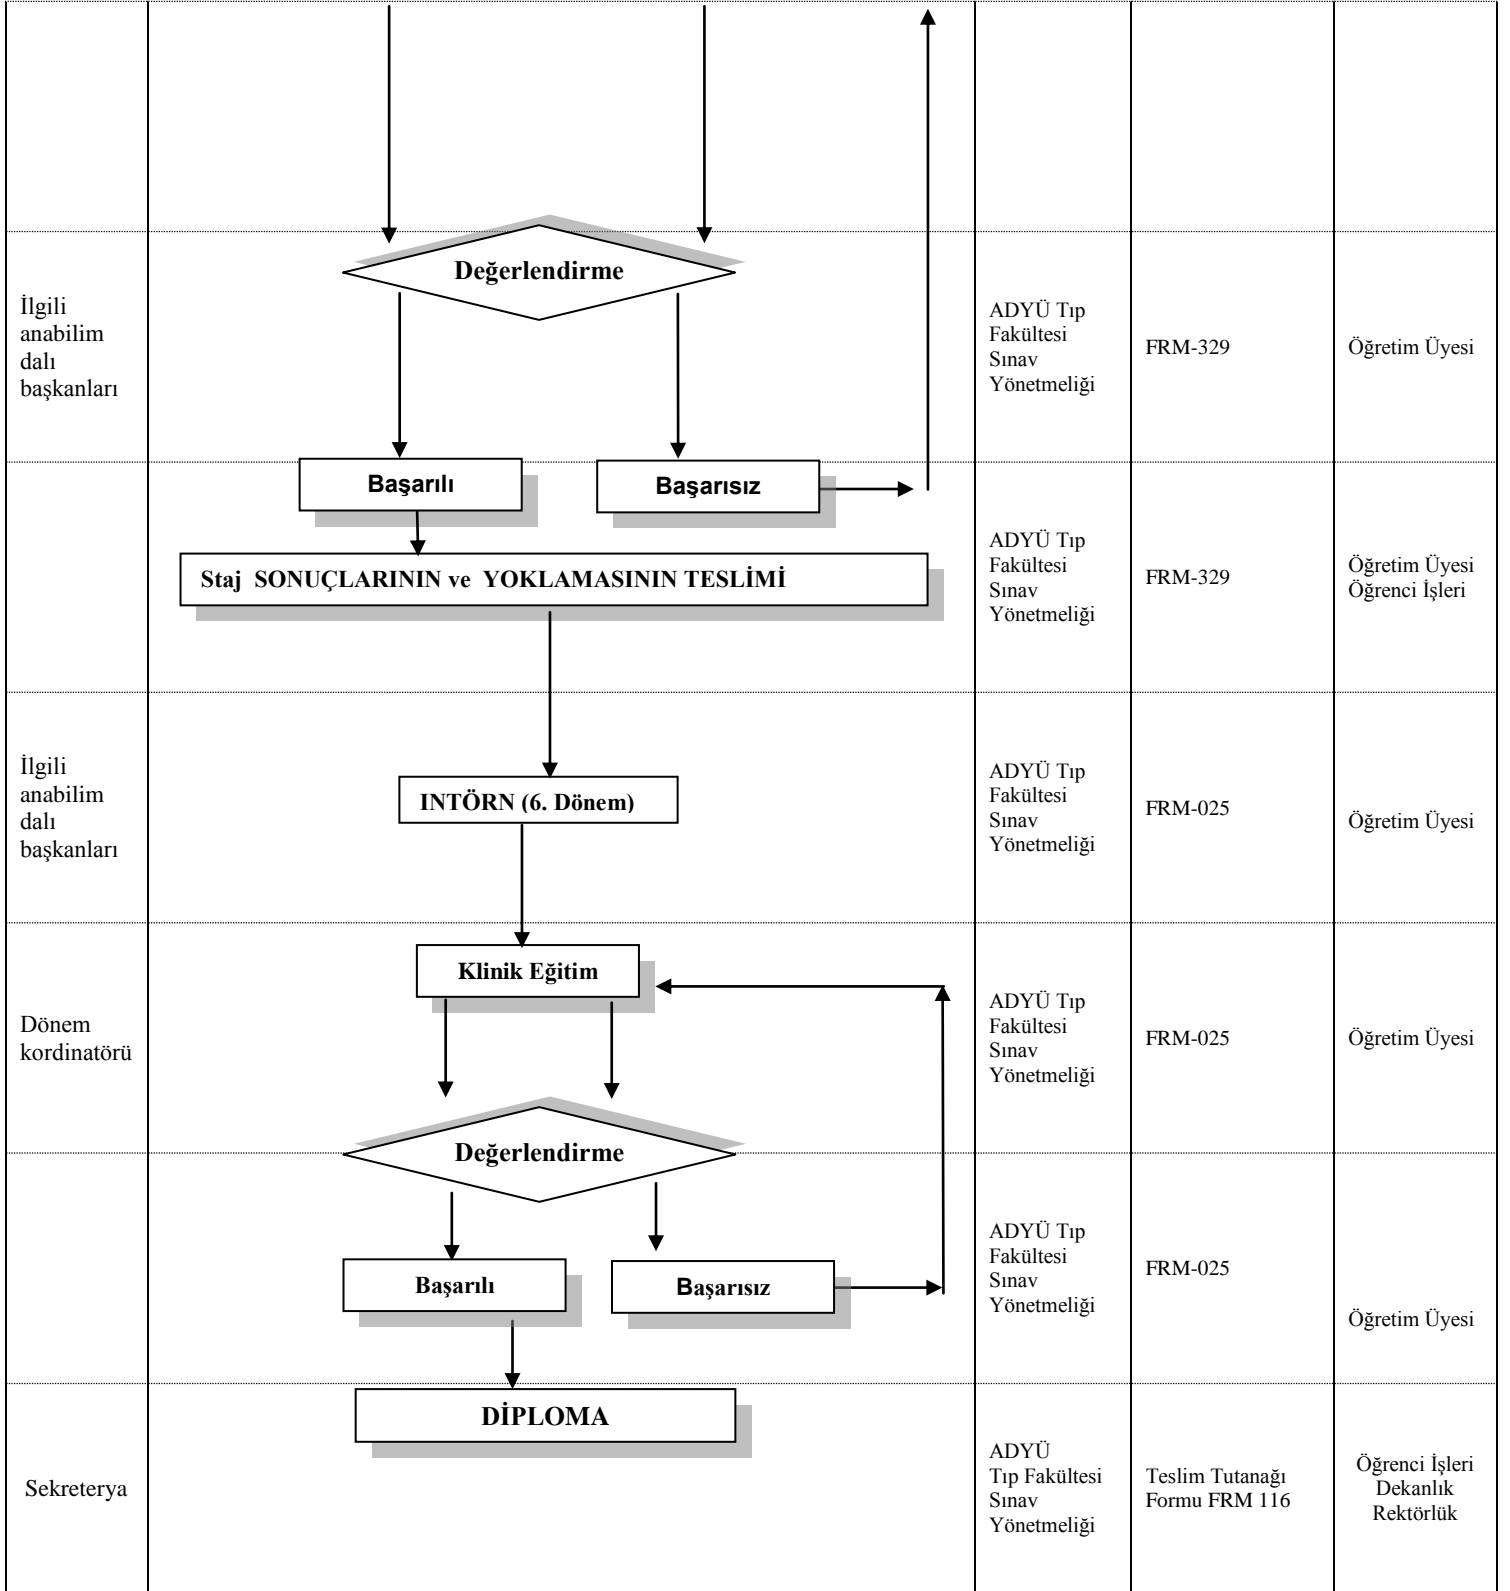 Değerlendirme
İlgili
anabilim
dalı
başkanları
ADYÜ Tıp
Fakültesi
Sınav
Yönetmeliği
FRM-329
Öğretim Üyesi
Başarılı
Başarısız
Staj SONUÇLARININ ve YOKLAMASININ TESLİMİ
ADYÜ Tıp
Fakültesi
Sınav
Yönetmeliği
FRM-329
Öğretim Üyesi
Öğrenci İşleri
İlgili
anabilim
dalı
başkanları
INTÖRN (6. Dönem)
ADYÜ Tıp
Fakültesi
Sınav
Yönetmeliği
FRM-025
Öğretim Üyesi
Dönem
kordinatörü
Klinik Eğitim
ADYÜ Tıp
Fakültesi
Sınav
Yönetmeliği
FRM-025
Öğretim Üyesi
Değerlendirme
Başarılı
Başarısız
ADYÜ Tıp
Fakültesi
Sınav
Yönetmeliği
FRM-025
Öğretim Üyesi
Sekreterya
DİPLOMA
ADYÜ
Tıp Fakültesi
Sınav
Yönetmeliği
Teslim Tutanağı
Formu FRM 116
Öğrenci İşleri
Dekanlık
Rektörlük